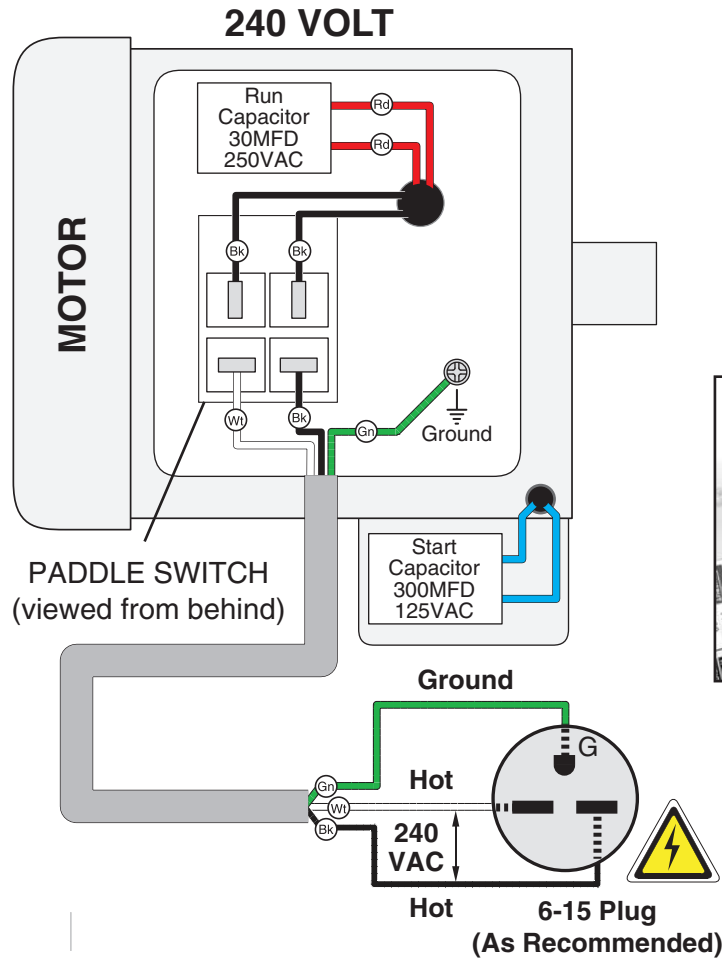 240 VOLT
Run
Capacitor
30MFD
250VAC
Rd
Rd
MOTOR
Bk
Bk
Wt
Bk
Gn
Ground
PADDLE SWITCH
(viewed from behind)
Start
Capacitor
300MFD
125VAC
Ground
G
Gn
Hot
Wt
Bk
240
VAC
Hot
6-15 Plug
(As Recommended)